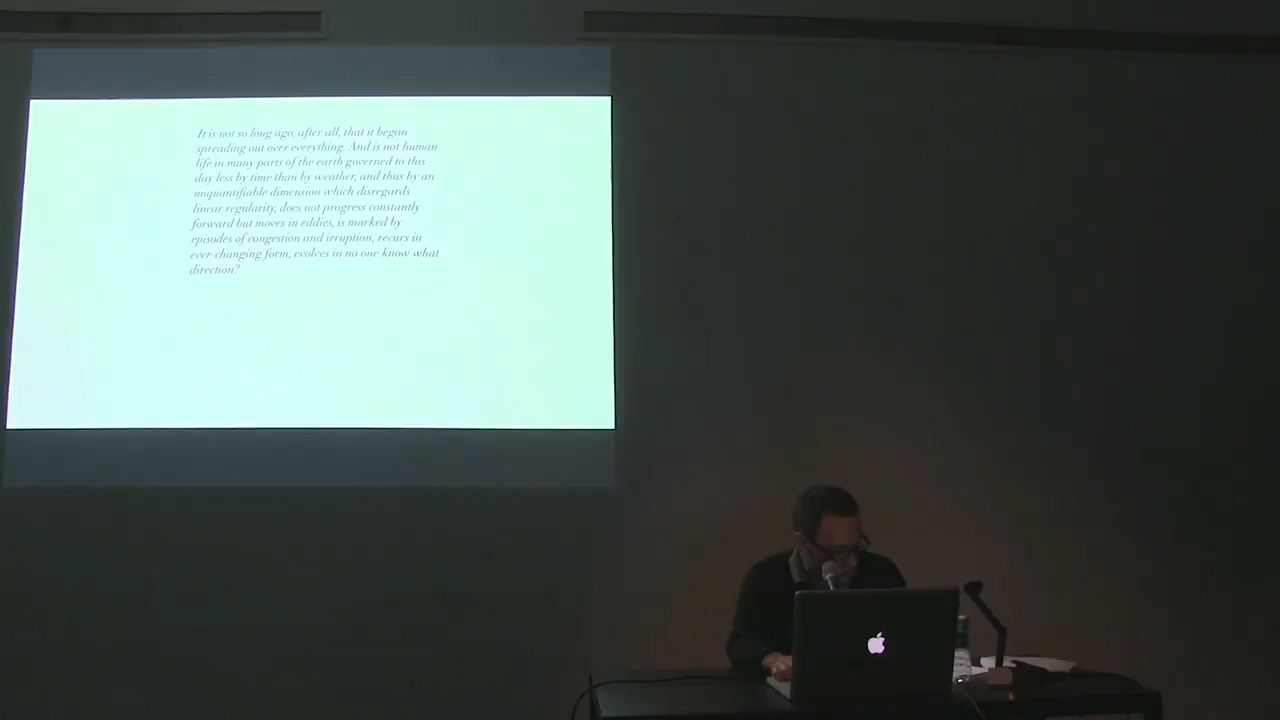 It is not so long ago, after all, that it began
spreading out over everything. And is not human
life in many parts of the earth governed to this
day less by time than by weather, and thus by an
unquantifiable dimension which disregards
linear regularity, does not progress constantly
forward but moves in eddies, is marked by
episodes of congestion and irruption, recurs in
ever-changing form, evolves in no one know what
direction?